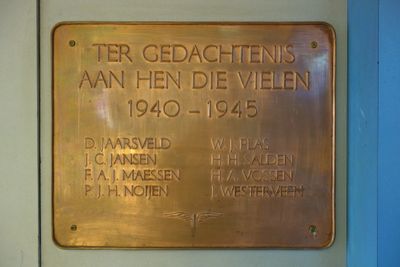 TER GEDACHTENIS
AAN HEN DIE VIELEN
1940 - 1945
D. JAARSVELD
J. C. JANSEN
F. A. J. MAESSEN
P. J. H. NOIJEN
W. J. PLAS
H. H. SALDEN
H. A. VOSSEN
J. WESTERVEEN